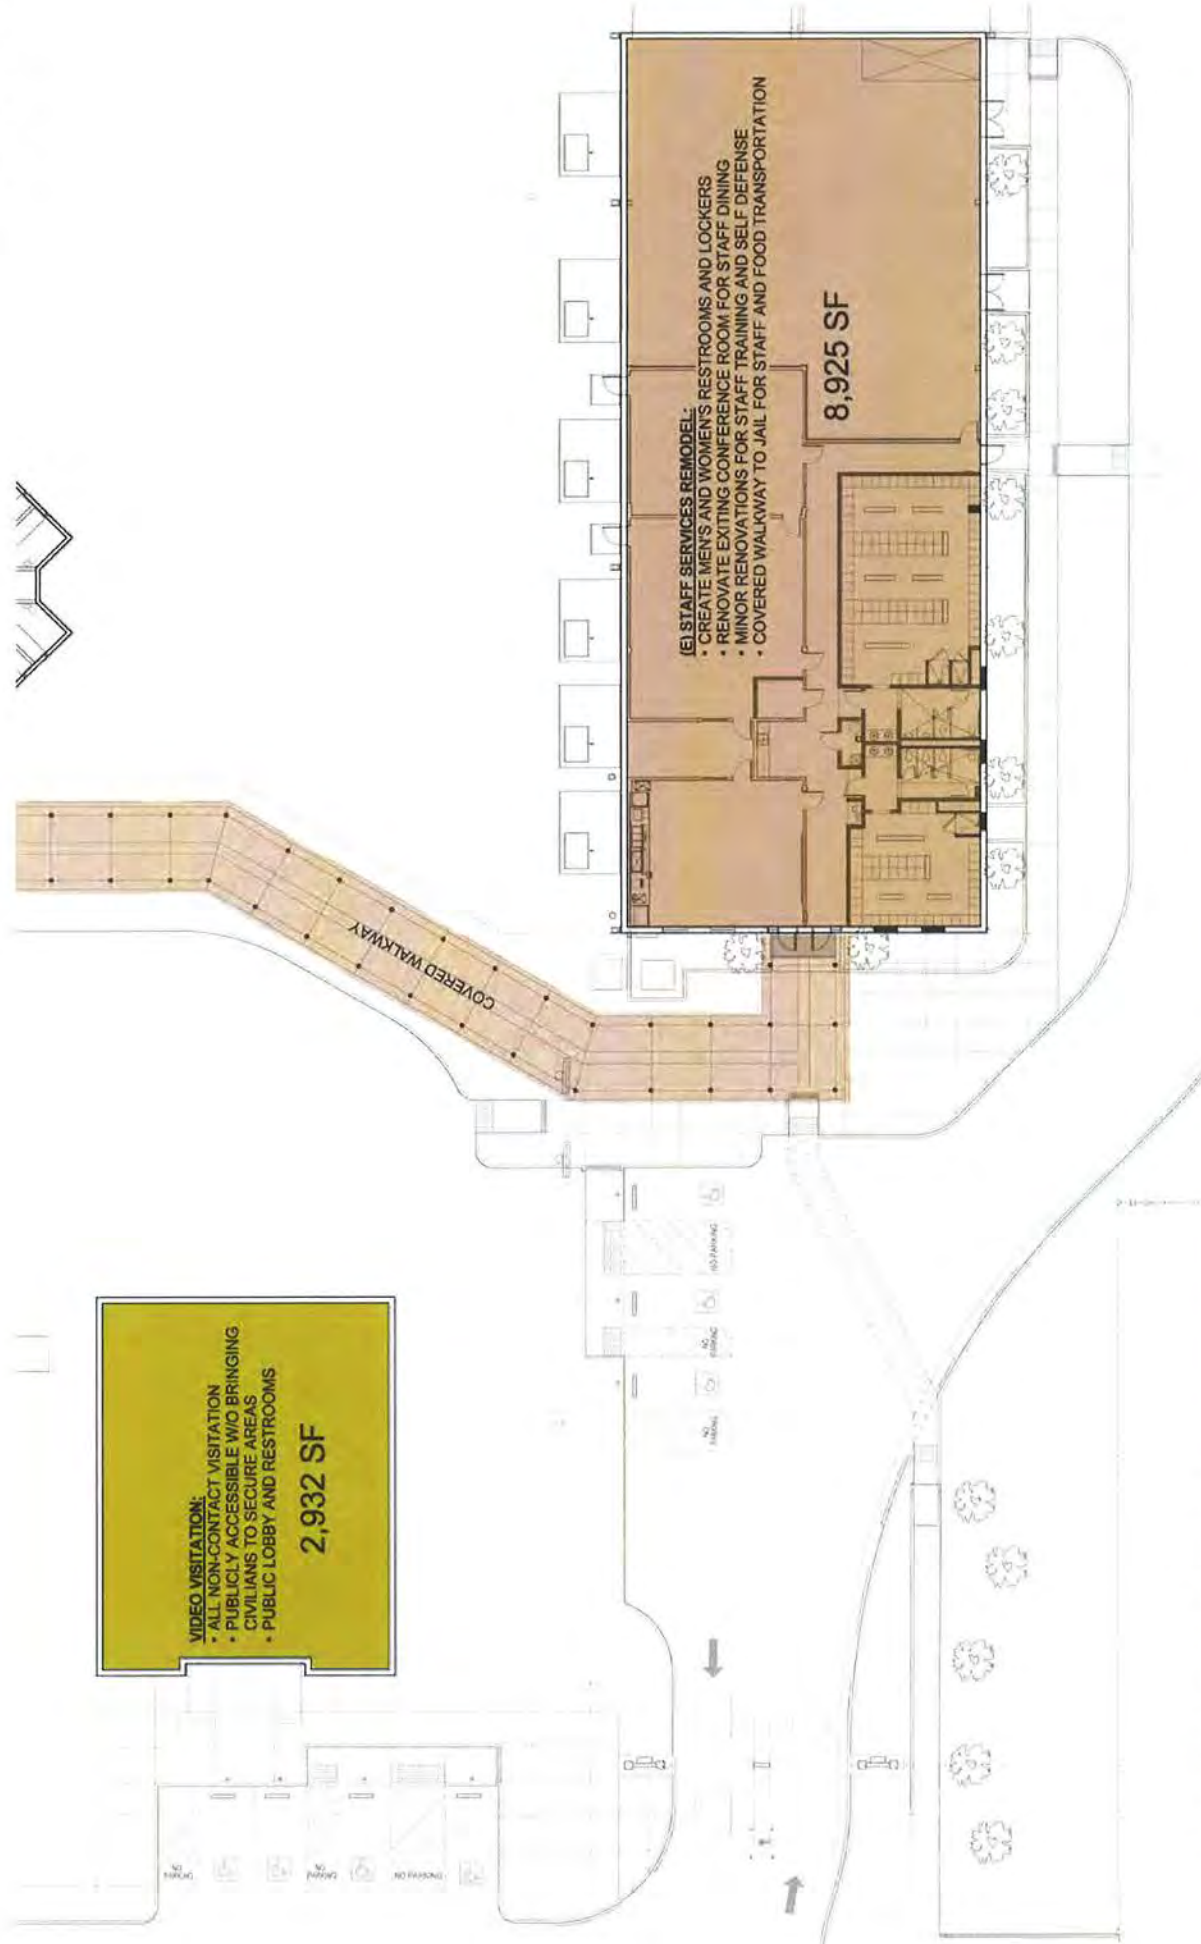 VIDEO VISITATION:
• ALL NON-CONTACT VISITATION
• PUBLICLY ACCESSIBLE W/O BRINGING
CIVILIANS TO SECURE AREAS
• PUBLIC LOBBY AND RESTROOMS
2,932 SF
COVERED WALKWAY
(E) STAFF SERVICES REMODEL:
• CREATE MEN'S AND WOMEN'S RESTROOMS AND LOCKERS
• RENOVATE EXITING CONFERENCE ROOM FOR STAFF DINING
• MINOR RENOVATIONS FOR STAFF TRAINING AND SELF DEFENSE
• COVERED WALKWAY TO JAIL FOR STAFF AND FOOD TRANSPORTATION
8,925 SF
NO
PARKING
NO
PARKING
NO PARKING
NO
PARKING
NO
PARKING
NO PARKING